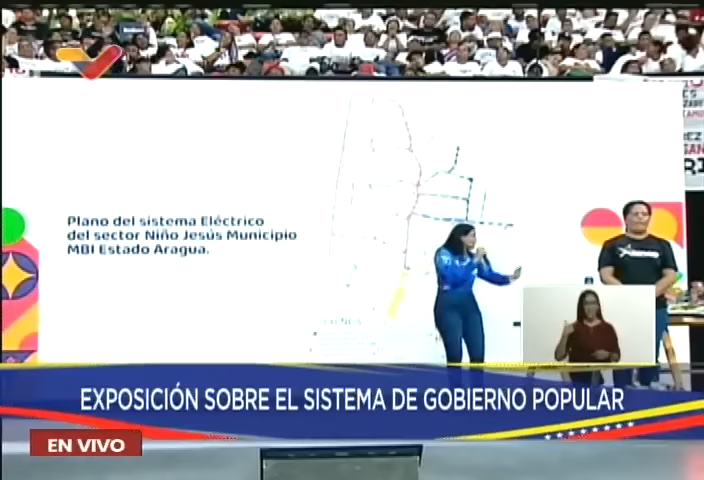 Plano del sistema Eléctrico
del sector Niño Jesús Municipio
MBI Estado Aragua.
EXPOSICIÓN SOBRE EL SISTEMA DE GOBIERNO POPULAR
EN VIVO